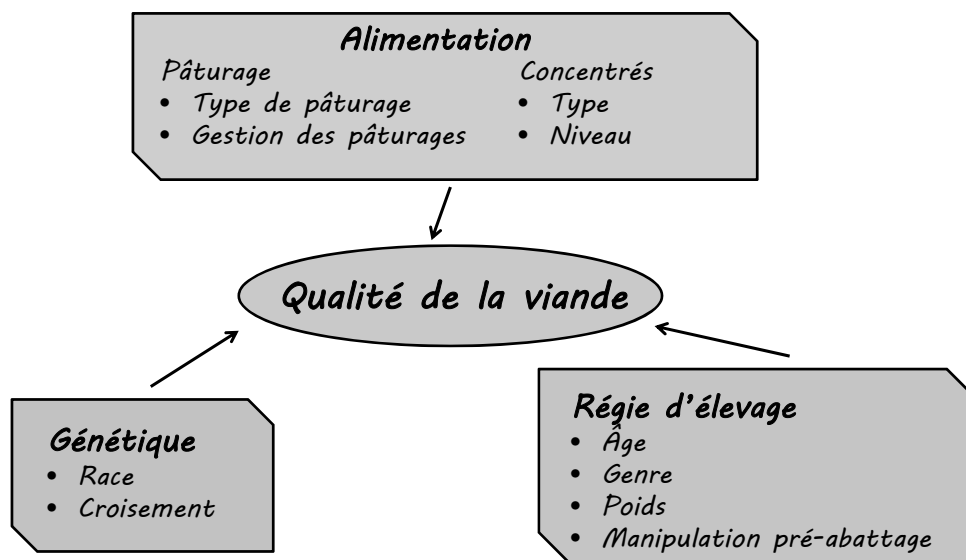 Alimentation
Pâturage
• Type de pâturage
• Gestion des pâturages
Concentrés
• Type
• Niveau
Qualité de la viande
Génétique
• Race
• Croisement
Régie d’élevage
• Âge
• Genre
• Poids
• Manipulation pré-abattage